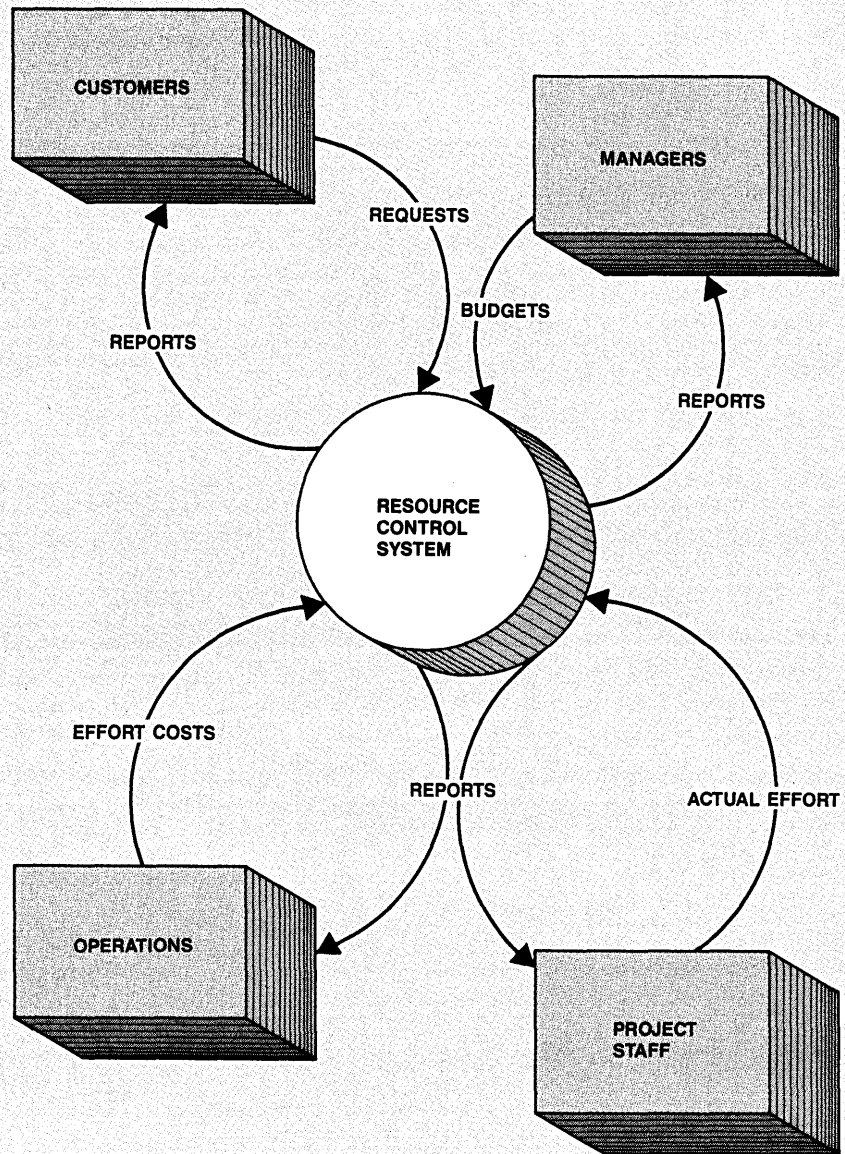 CUSTOMERS
MANAGERS
REQUESTS
BUDGETS
REPORTS
REPORTS
RESOURCE
CONTROL
SYSTEM
EFFORT COSTS
REPORTS
ACTUAL EFFORT
OPERATIONS
PROJECT
STAFF